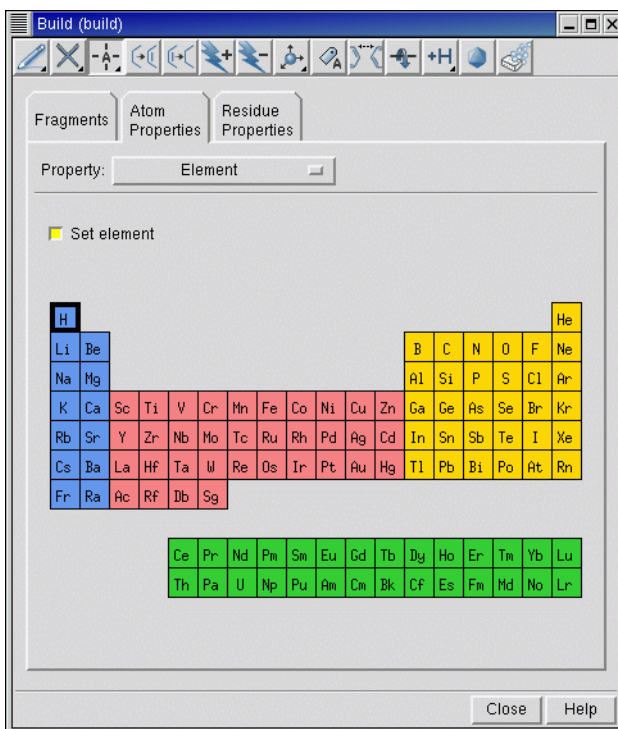 Build (build)
A + - A +H
Fragments Atom Properties Residue Properties
Property: Element
Set element
H He
Li Be B C N O F Ne
Na Mg Al Si P S Cl Ar
K Ca Sc Ti V Cr Mn Fe Co Ni Cu Zn Ga Ge As Se Br Kr
Rb Sr Y Zr Nb Mo Tc Ru Rh Pd Ag Cd In Sn Sb Te I Xe
Cs Ba La Hf Ta W Re Os Ir Pt Au Hg Tl Pb Bi Po At Rn
Fr Ra Ac Rf Db Sg
Ce Pr Nd Pm Sm Eu Gd Tb Dy Ho Er Tm Yb Lu
Th Pa U Np Pu Am Cm Bk Cf Es Fm Md No Lr
Close Help